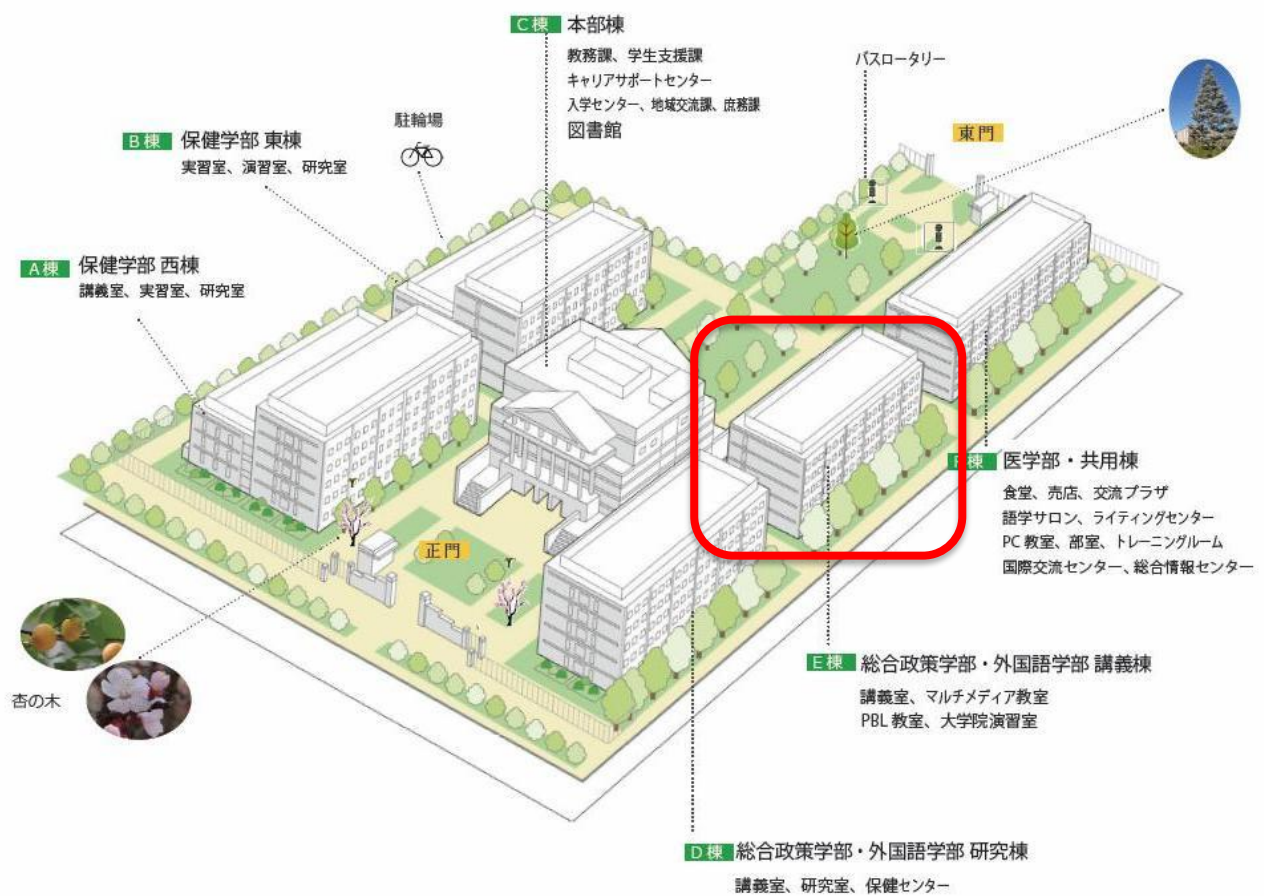 C棟 本部棟
教務課、学生支援課
キャリアサポートセンター
入学センター、地域交流課、庶務課
図書館
バスロータリー
東門
駐輪場
B棟 保健学部 東棟
実習室、演習室、研究室
A棟 保健学部 西棟
講義室、実習室、研究室
正門
杏の木
F棟 医学部・共用棟
食堂、売店、交流プラザ
語学サロン、ライティングセンター
PC教室、部室、トレーニングルーム
国際交流センター、総合情報センター
E棟 総合政策学部・外国語学部 講義棟
講義室、マルチメディア教室
PBL教室、大学院演習室
D棟 総合政策学部・外国語学部 研究棟
講義室、研究室、保健センター